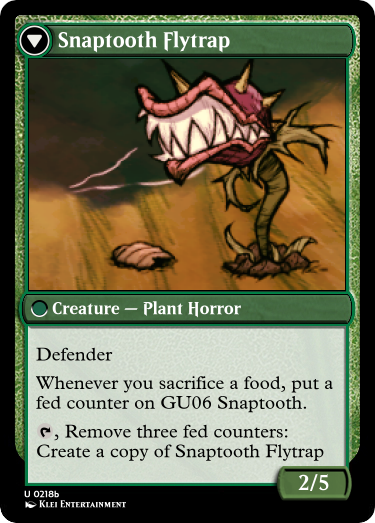 Snaptooth Flytrap
Creature — Plant Horror
Defender
Whenever you sacrifice a food, put a
fed counter on GU06 Snaptooth.
, Remove three fed counters:
Create a copy of Snaptooth Flytrap
2/5
U 0218b
Klei Entertainment